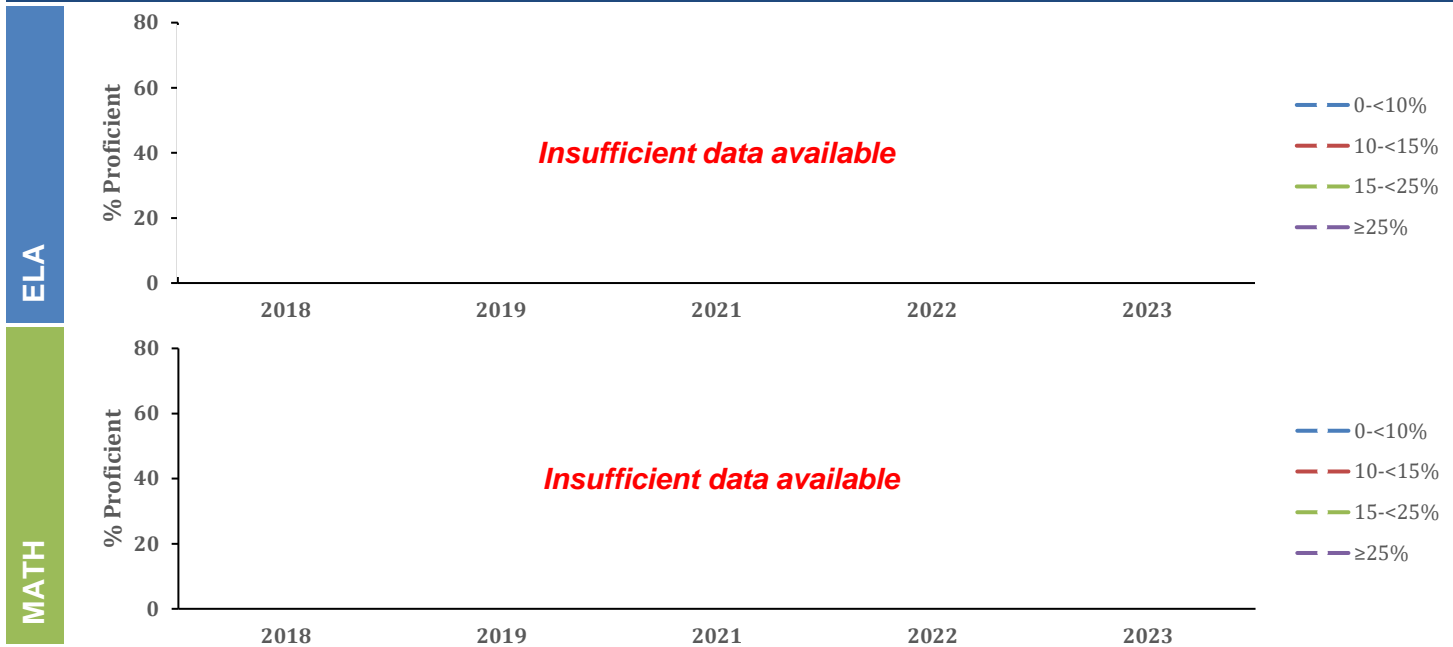 ELA
% Proficient
80
60
40
20
0
Insufficient data available
2018 2019 2021 2022 2023
0-<10%
10-<15%
15-<25%
≥25%
MATH
% Proficient
80
60
40
20
0
Insufficient data available
2018 2019 2021 2022 2023
0-<10%
10-<15%
15-<25%
≥25%